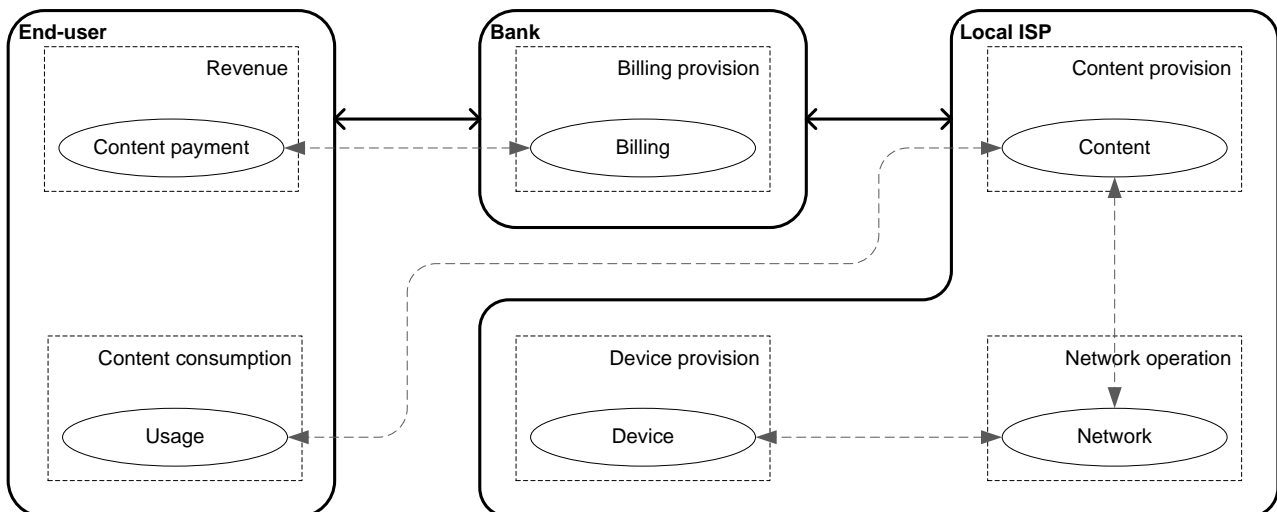 End-user
Bank
Local ISP
Revenue
Billing provision
Content provision
Content payment
Billing
Content
Content consumption
Device provision
Network operation
Usage
Device
Network